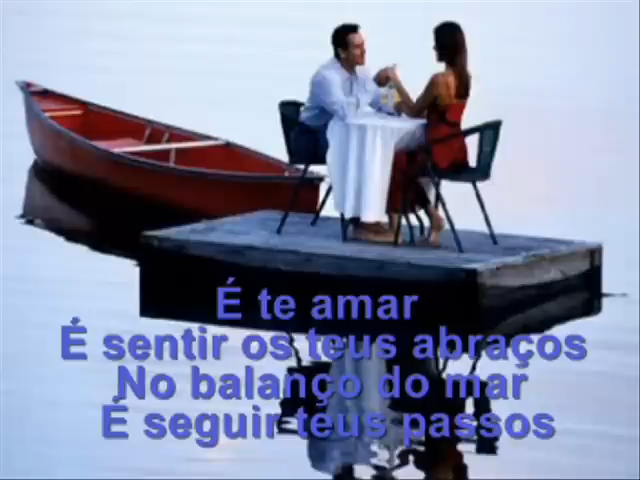 É te amar
É sentir os teus abraços
No balanço do mar
É seguir teus passos